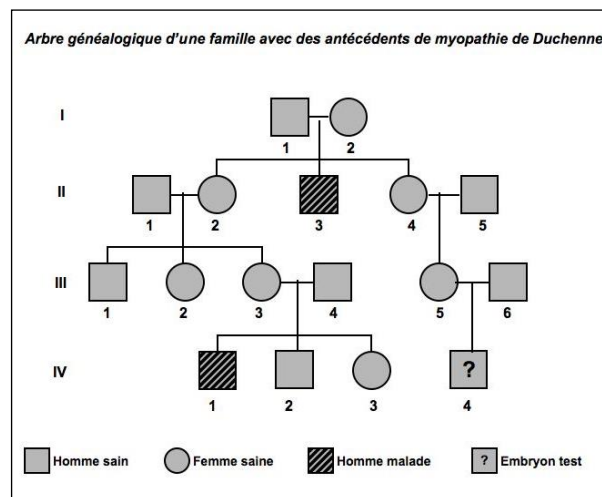 Arbre généalogique d'une famille avec des antécédents de myopathie de Duchenne
I
1 2
II
1 2 3 4 5
III
1 2 3 4 5 6
IV
?
1 2 3 4
Homme sain Femme saine Homme malade ? Embryon test